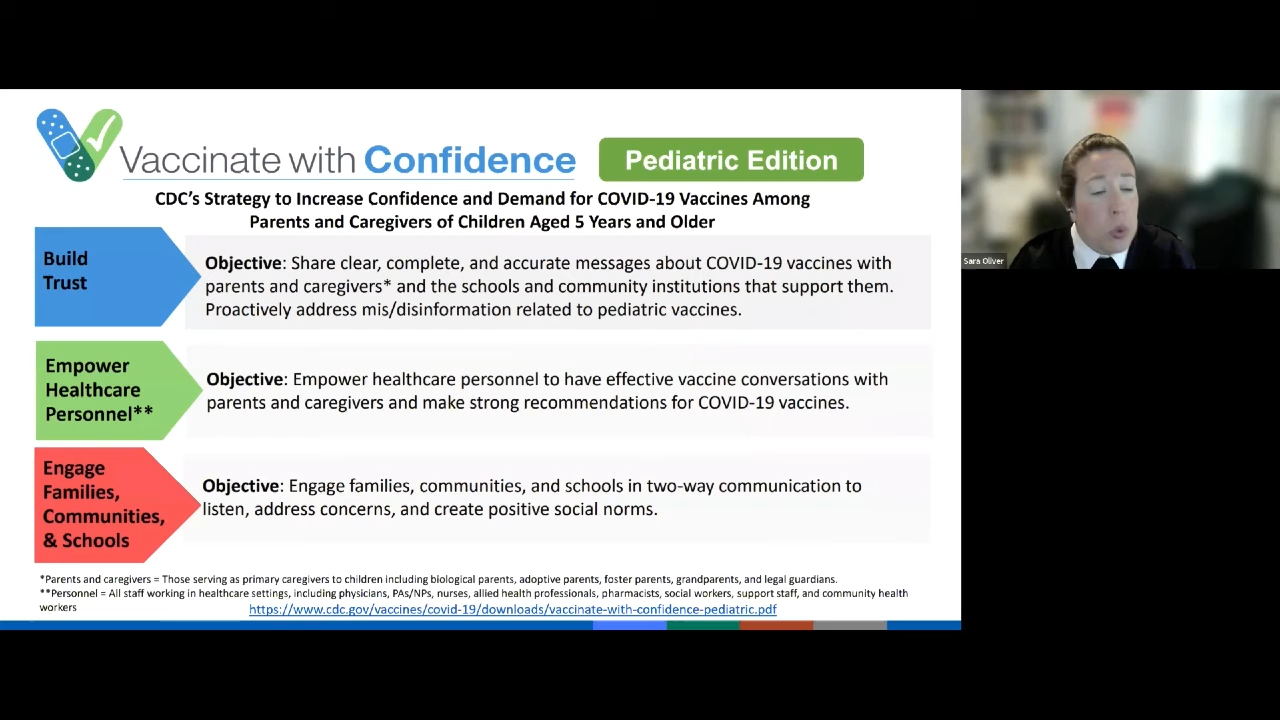 Vaccinate with Confidence
Pediatric Edition
CDC's Strategy to Increase Confidence and Demand for COVID-19 Vaccines Among
Parents and Caregivers of Children Aged 5 Years and Older
Build
Trust
Objective: Share clear, complete, and accurate messages about COVID-19 vaccines with
parents and caregivers* and the schools and community institutions that support them.
Proactively address mis/disinformation related to pediatric vaccines.
Empower
Healthcare
Personnel**
Objective: Empower healthcare personnel to have effective vaccine conversations with
parents and caregivers and make strong recommendations for COVID-19 vaccines.
Engage
Families,
Communities,
& Schools
Objective: Engage families, communities, and schools in two-way communication to
listen, address concerns, and create positive social norms.
*Parents and caregivers = Those serving as primary caregivers to children including biological parents, adoptive parents, foster parents, grandparents, and legal guardians.
**Personnel = All staff working in healthcare settings, including physicians, PAs/NPs, nurses, allied health professionals, pharmacists, social workers, support staff, and community health
workers
https://www.cdc.gov/vaccines/covid-19/downloads/vaccinate-with-confidence-pediatric.pdf
Sara Oliver